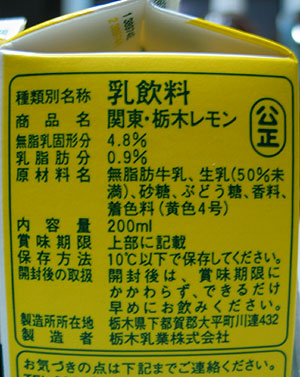 種類別名称 乳飲料
商品名 関東・栃木レモン
公正
無脂乳固形分 4.8%
乳脂肪分 0.9%
原材料名 無脂肪牛乳、生乳(50%未
満)、砂糖、ぶどう糖、香料、
着色料(黄色4号)
内容量 200ml
賞味期限 上部に記載
保存方法 10℃以下で保存してください。
開封後の取扱 開封後は、賞味期限に
かかわらず、できるだけ
早めにお飲みください。
製造所所在地 栃木県下都賀郡大平町川連432
製造者 栃木乳業株式会社
お気づきの点は下記までご連絡ください。